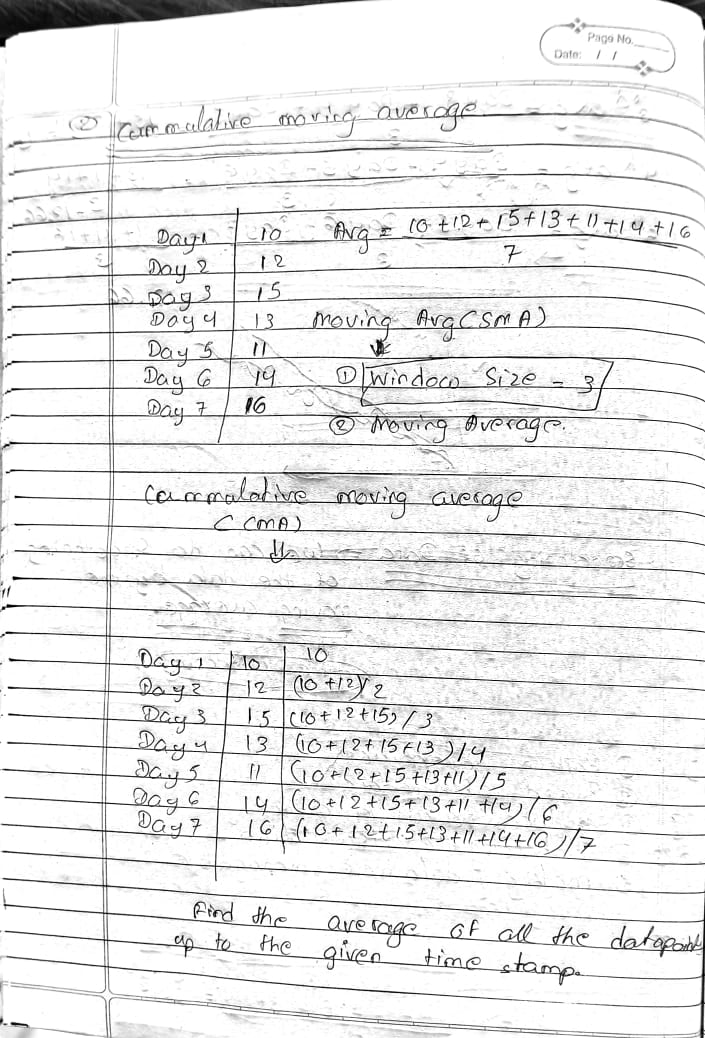 Page No.
Date: / /
② Cummulative moving average
Day 1 10 Avg = 10+12+15+13+11+14+16
7
Day 2 12
Day 3 15
Day 4 13 Moving Avg (SMA)
Day 5 11
Day 6 14 ① Window Size - 3
Day 7 16
② Moving Average.
Cummulative moving average
(CMA)
Day 1 10 10
Day 2 12 (10+12)/2
Day 3 15 (10+12+15)/3
Day 4 13 (10+12+15+13)/4
Day 5 11 (10+12+15+13+11)/5
Day 6 14 (10+12+15+13+11+14)/6
Day 7 16 (10+12+15+13+11+14+16)/7
Find the average of all the datapoint
up to the given time stamp.